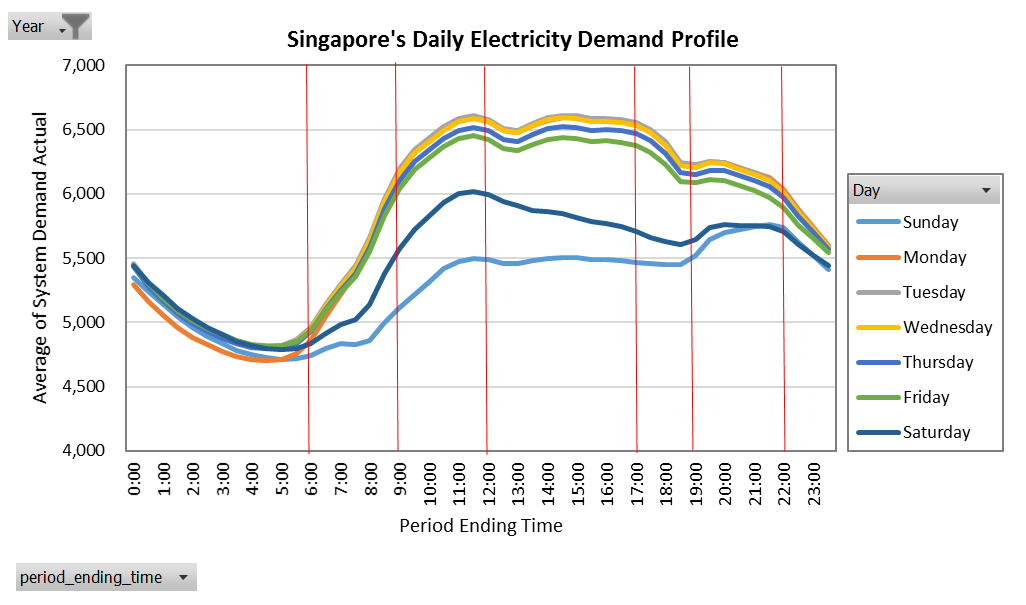 Year
Singapore's Daily Electricity Demand Profile
7,000
6,500
6,000
5,500
5,000
4,500
4,000
Average of System Demand Actual
0:00
1:00
2:00
3:00
4:00
5:00
6:00
7:00
8:00
9:00
10:00
11:00
12:00
13:00
14:00
15:00
16:00
17:00
18:00
19:00
20:00
21:00
22:00
23:00
Period Ending Time
Day
Sunday
Monday
Tuesday
Wednesday
Thursday
Friday
Saturday
period_ending_time